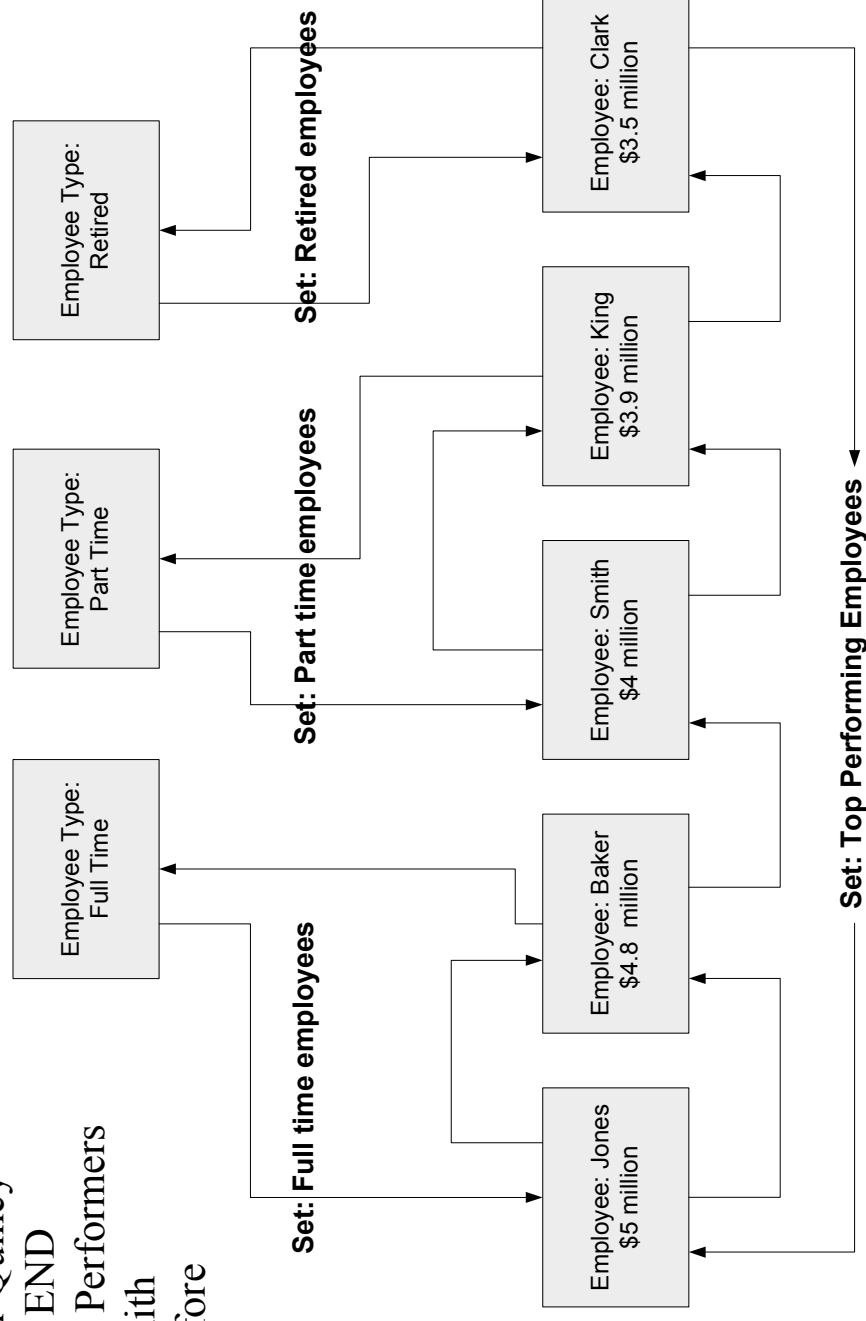 END
Performers
Employee Type:
Full Time
Employee Type:
Part Time
Employee Type:
Retired
Set: Full time employees
Set: Part time employees
Set: Retired employees
Employee: Jones
$5 million
Employee: Baker
$4.8 million
Employee: Smith
$4 million
Employee: King
$3.9 million
Employee: Clark
$3.5 million
Set: Top Performing Employees